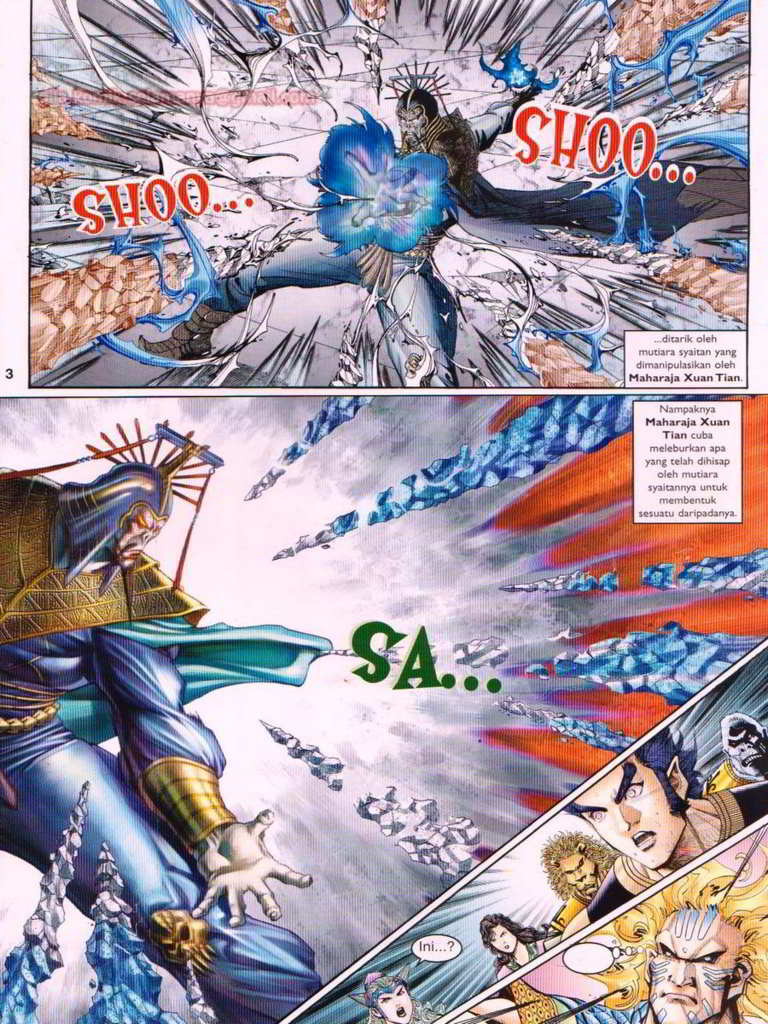 SHOO...
SHOO...
...ditarik oleh
mutiara syaitan yang
dimanipulasikan oleh
Maharaja Xuan Tian.
3
Nampaknya
Maharaja Xuan
Tian cuba
meleburkan apa
yang telah dihisap
oleh mutiara
syaitannya untuk
membentuk
sesuatu daripadanya.
SA...
Ini...?